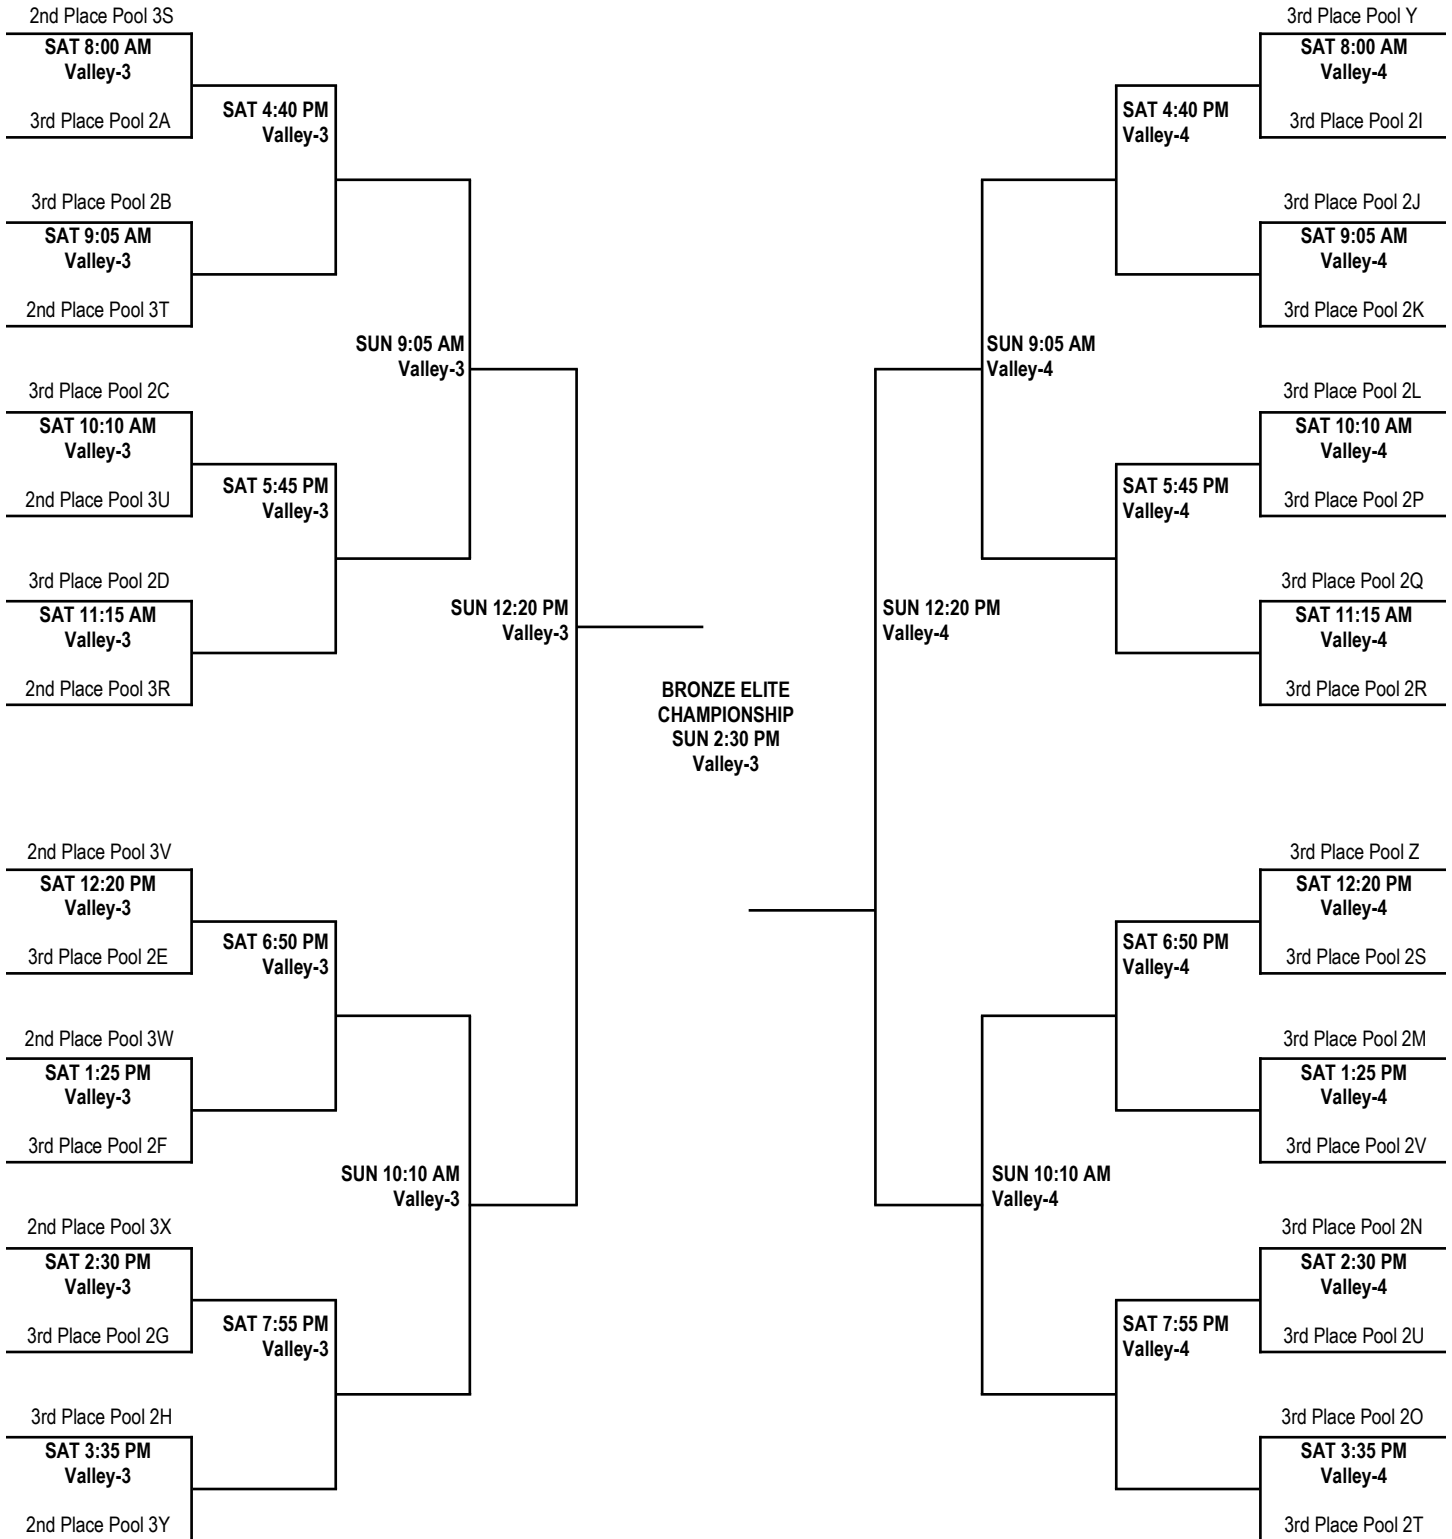 2nd Place Pool 3S
SAT 8:00 AM
Valley-3
3rd Place Pool 2A
SAT 4:40 PM
Valley-3
3rd Place Pool 2B
SAT 9:05 AM
Valley-3
2nd Place Pool 3T
SUN 9:05 AM
Valley-3
3rd Place Pool 2C
SAT 10:10 AM
Valley-3
2nd Place Pool 3U
SAT 5:45 PM
Valley-3
3rd Place Pool 2D
SAT 11:15 AM
Valley-3
2nd Place Pool 3R
SUN 12:20 PM
Valley-3
2nd Place Pool 3V
SAT 12:20 PM
Valley-3
3rd Place Pool 2E
SAT 6:50 PM
Valley-3
2nd Place Pool 3W
SAT 1:25 PM
Valley-3
3rd Place Pool 2F
SUN 10:10 AM
Valley-3
2nd Place Pool 3X
SAT 2:30 PM
Valley-3
3rd Place Pool 2G
SAT 7:55 PM
Valley-3
3rd Place Pool 2H
SAT 3:35 PM
Valley-3
2nd Place Pool 3Y
BRONZE ELITE
CHAMPIONSHIP
SUN 2:30 PM
Valley-3
3rd Place Pool Y
SAT 8:00 AM
Valley-4
3rd Place Pool 2I
SAT 4:40 PM
Valley-4
3rd Place Pool 2J
SAT 9:05 AM
Valley-4
3rd Place Pool 2K
SUN 9:05 AM
Valley-4
3rd Place Pool 2L
SAT 10:10 AM
Valley-4
3rd Place Pool 2P
SAT 5:45 PM
Valley-4
3rd Place Pool 2Q
SAT 11:15 AM
Valley-4
3rd Place Pool 2R
SUN 12:20 PM
Valley-4
3rd Place Pool Z
SAT 12:20 PM
Valley-4
3rd Place Pool 2S
SAT 6:50 PM
Valley-4
3rd Place Pool 2M
SAT 1:25 PM
Valley-4
3rd Place Pool 2V
SUN 10:10 AM
Valley-4
3rd Place Pool 2N
SAT 2:30 PM
Valley-4
3rd Place Pool 2U
SAT 7:55 PM
Valley-4
3rd Place Pool 2O
SAT 3:35 PM
Valley-4
3rd Place Pool 2T